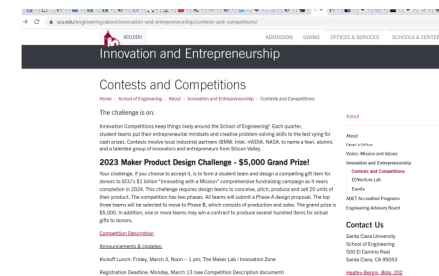 scu.edu/engineering/about/innovation-and-entrepreneurship/contests-and-competitions/
SCU.EDU
ADMISSION GIVING OFFICES & SERVICES SCHOOLS & CENTER
Innovation and Entrepreneurship
Contests and Competitions
Home School of Engineering About Innovation and Entrepreneurship Contests and Competitions
The challenge is on.
Innovation Competitions keep things lively around the School of Engineering! Each quarter,
student teams put their entrepreneurial mindsets and creative problem-solving skills to the test vying for
cash prizes. Contests involve local industrial partners (BMW. Intel. nVIDIA, NASA, to name a few), alumni,
and a talented group of innovators and entrepreneurs from Silicon Valley.
2023 Maker Product Design Challenge - $5,000 Grand Prize!
Your challenge, if you choose to accept it, is to form a student team and design a compelling gift item for
donors to SCU's $1 billion "Innovating with a Mission" comprehensive fundraising campaign as it nears
completion in 2024. This challenge requires design teams to conceive, pitch, produce and sell 20 units of
their product. The competition has two phases. All teams will submit a Phase A design proposal. The top
three teams will be selected to move to Phase B, which consists of production and sales. The grand prize is
$5,000. In addition, one or more teams may win a contract to produce several hundred items for actual
gifts to donors.
Competition Description
Announcements & Updates:
Kickoff Lunch: Friday, March 3, Noon – 1 pm, The Maker Lab / Innovation Zone
Registration Deadline: Monday, March 13 (see Competition Description document)
About
About
Dean's Office
Vision, Mission and Values
Innovation and Entrepreneurship
Contests and Competitions
Lab
ABET Accredited Programs
Engineering Advisory Board
Contact Us
Santa Clara University
School of Engineering
500 El Camino Real
Santa Clara, CA 95053
Heafey-Bergin, Bldg. 202